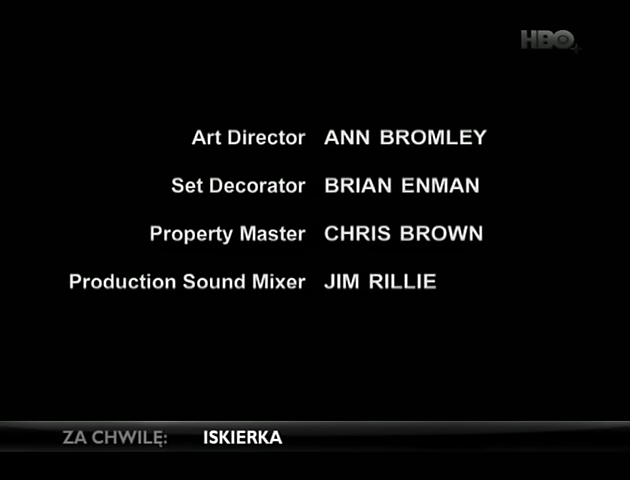 HBO+
Art Director ANN BROMLEY
Set Decorator BRIAN ENMAN
Property Master CHRIS BROWN
Production Sound Mixer JIM RILLIE
ZA CHWILĘ: ISKIERKA